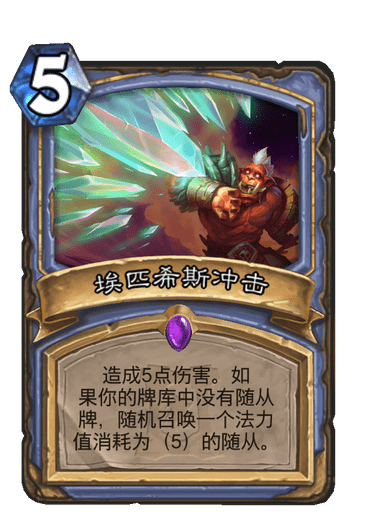 5
埃匹希斯冲击
造成5点伤害。如
果你的牌库中没有随从
牌，随机召唤一个法力
值消耗为（5）的随从。